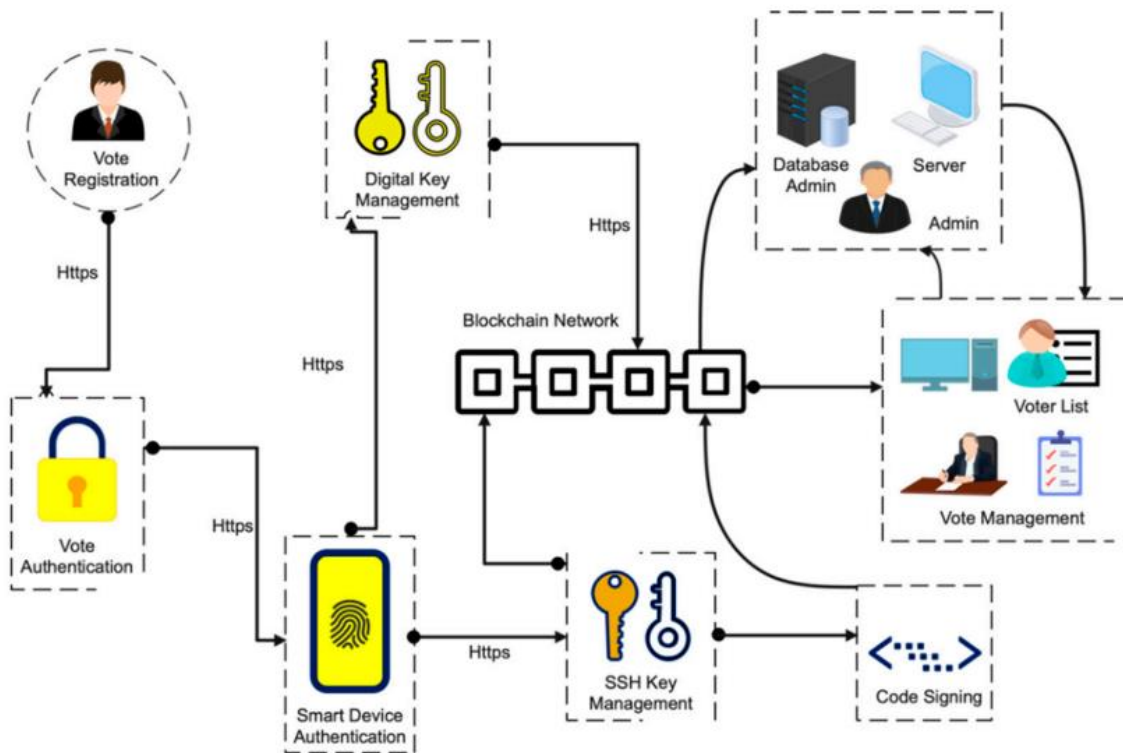 Vote
Registration
Https
Vote
Authentication
Https
Smart Device
Authentication
Https
Digital Key
Management
Https
Https
SSH Key
Management
Blockchain Network
Code Signing
Database
Admin
Server
Admin
Voter List
Vote Management